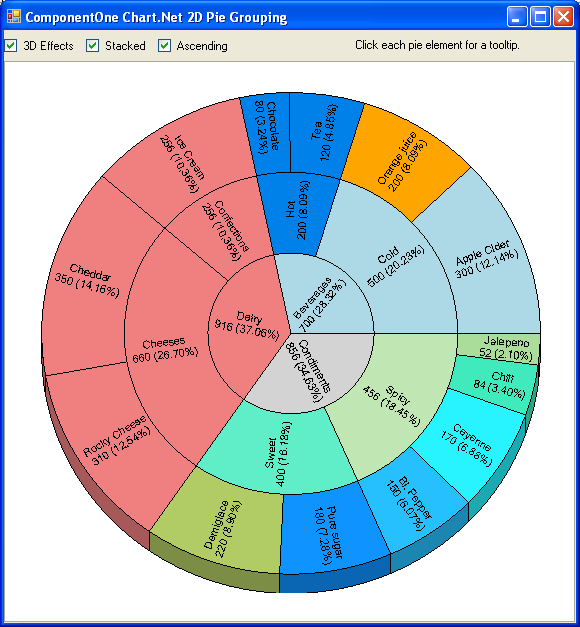 ComponentOne Chart.Net 2D Pie Grouping
3D Effects
Stacked
Ascending
Click each pie element for a tooltip.
Chocolate
80 (3.24%)
Tea
120 (4.85%)
Orange juice
200 (8.09%)
Apple Cider
300 (12.14%)
Ice Cream
256 (10.36%)
Confections
256 (10.36%)
Hot
200 (8.09%)
Cold
500 (20.23%)
Cheddar
350 (14.16%)
Beverages
700 (28.32%)
Dairy
916 (37.06%)
Cheeses
660 (26.70%)
Condiments
856 (34.63%)
Jalepeno
52 (2.10%)
Chili
84 (3.40%)
Spicy
456 (18.45%)
Rocky Cheese
310 (12.54%)
Sweet
400 (16.18%)
Cayenne
170 (6.88%)
Bl. Pepper
150 (6.07%)
Demiglace
220 (8.90%)
Pure sugar
180 (7.28%)